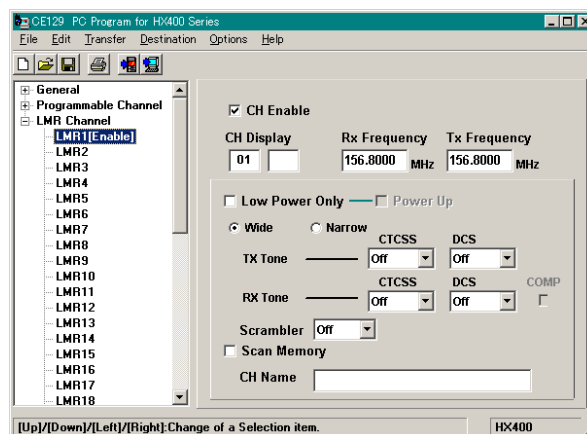 CE129 PC Program for HX400 Series
File Edit Transfer Destination Options Help
General
Programmable Channel
LMR Channel
LMR1[Enable]
LMR2
LMR3
LMR4
LMR5
LMR6
LMR7
LMR8
LMR9
LMR10
LMR11
LMR12
LMR13
LMR14
LMR15
LMR16
LMR17
LMR18
CH Enable
CH Display Rx Frequency Tx Frequency
01 156.8000 MHz 156.8000 MHz
Low Power Only Power Up
Wide Narrow
CTCSS DCS
TX Tone Off Off
CTCSS DCS COMP
RX Tone Off Off
Scrambler Off
Scan Memory
CH Name
[Up]/[Down]/[Left]/[Right]:Change of a Selection item. HX400